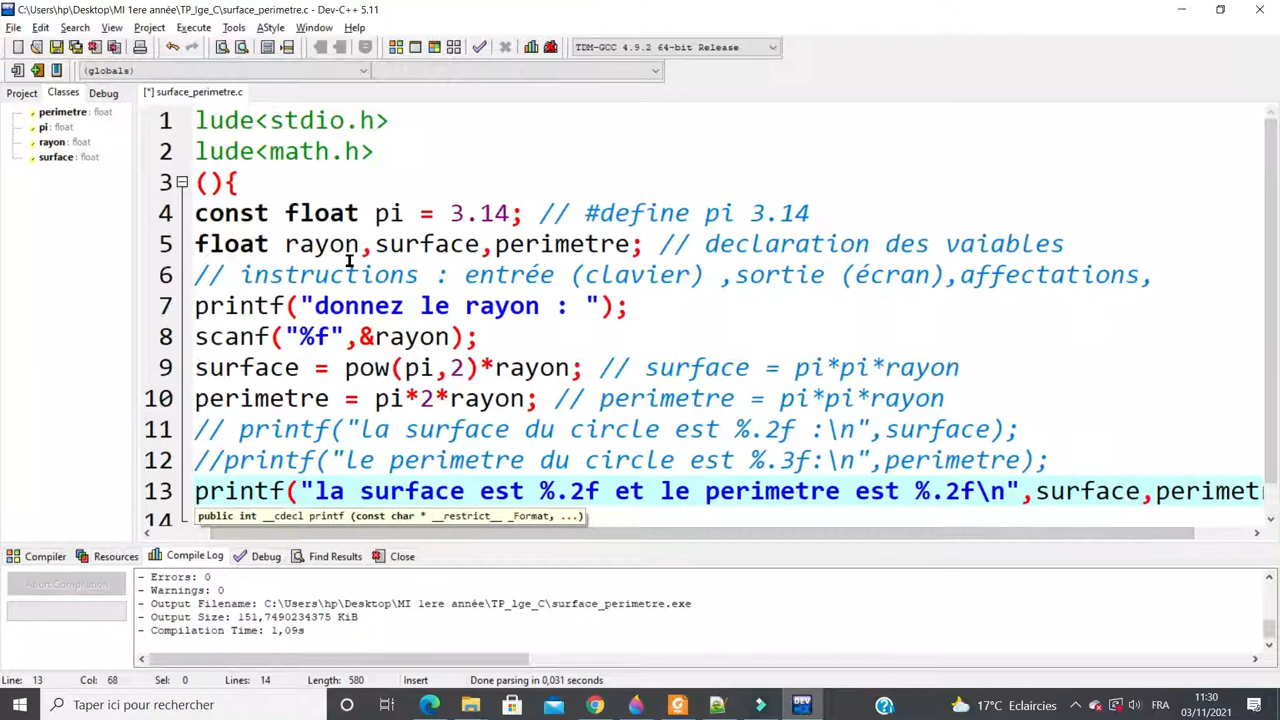 C:\Users\hp\Desktop\MI 1ere année\TP_lge_C\surface_perimetre.c - Dev-C++ 5.11
File Edit Search View Project Execute Tools AStyle Window Help
TDM-GCC 4.9.2 64-bit Release
(globals)
Project Classes Debug
[*] surface_perimetre.c
perimetre : float
pi : float
rayon : float
surface : float
1 lude<stdio.h>
2 lude<math.h>
3 (){
4 const float pi = 3.14; // #define pi 3.14
5 float rayon,surface,perimetre; // declaration des vaiables
6 // instructions : entrée (clavier) ,sortie (écran),affectations,
7 printf("donnez le rayon : ");
8 scanf("%f",&rayon);
9 surface = pow(pi,2)*rayon; // surface = pi*pi*rayon
10 perimetre = pi*2*rayon; // perimetre = pi*pi*rayon
11 // printf("la surface du circle est %.2f :\n",surface);
12 //printf("le perimetre du circle est %.3f:\n",perimetre);
13 printf("la surface est %.2f et le perimetre est %.2f\n",surface,perimetr
14
public int __cdecl printf (const char * __restrict__ _Format, ...)
Compiler Resources Compile Log Debug Find Results Close
Abort Compilation
- Errors: 0
- Warnings: 0
- Output Filename: C:\Users\hp\Desktop\MI 1ere année\TP_lge_C\surface_perimetre.exe
- Output Size: 151,7490234375 KiB
- Compilation Time: 1,09s
Line: 13 Col: 68 Sel: 0 Lines: 14 Length: 580 Insert Done parsing in 0,031 seconds
Taper ici pour rechercher
DEV
17°C Eclaircies
FRA
11:30
03/11/2021